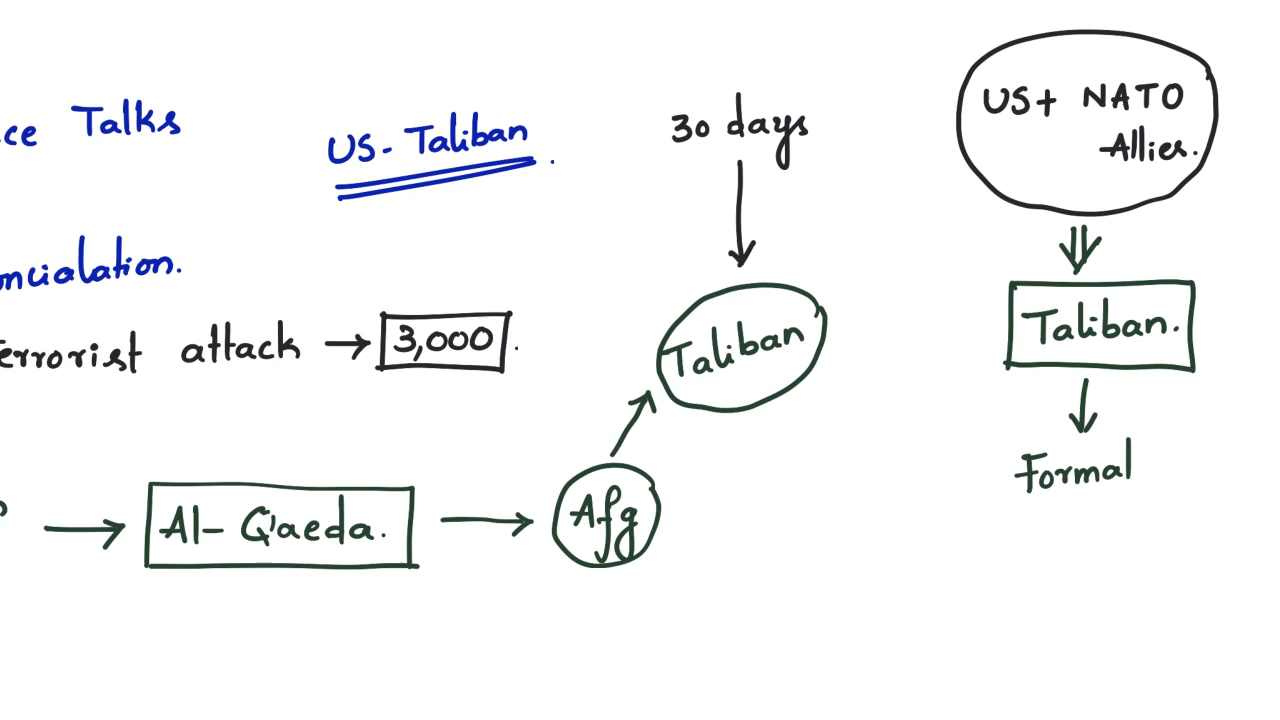 ce Talks
US - Taliban.
30 days
US + NATO
Allies.
oncialation.
errorist attack → 3,000.
Taliban
Taliban.
Formal
→ Al-Qaeda. → Afg